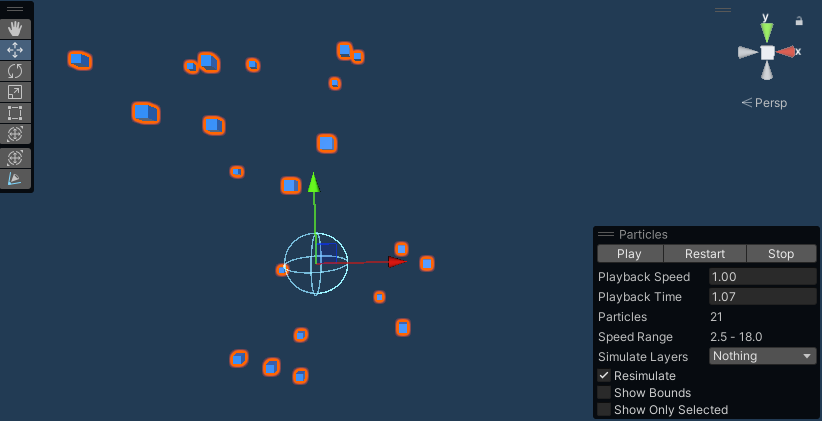 y
x
< Persp
Particles
Play Restart Stop
Playback Speed 1.00
Playback Time 1.07
Particles 21
Speed Range 2.5 - 18.0
Simulate Layers Nothing
Resimulate
Show Bounds
Show Only Selected